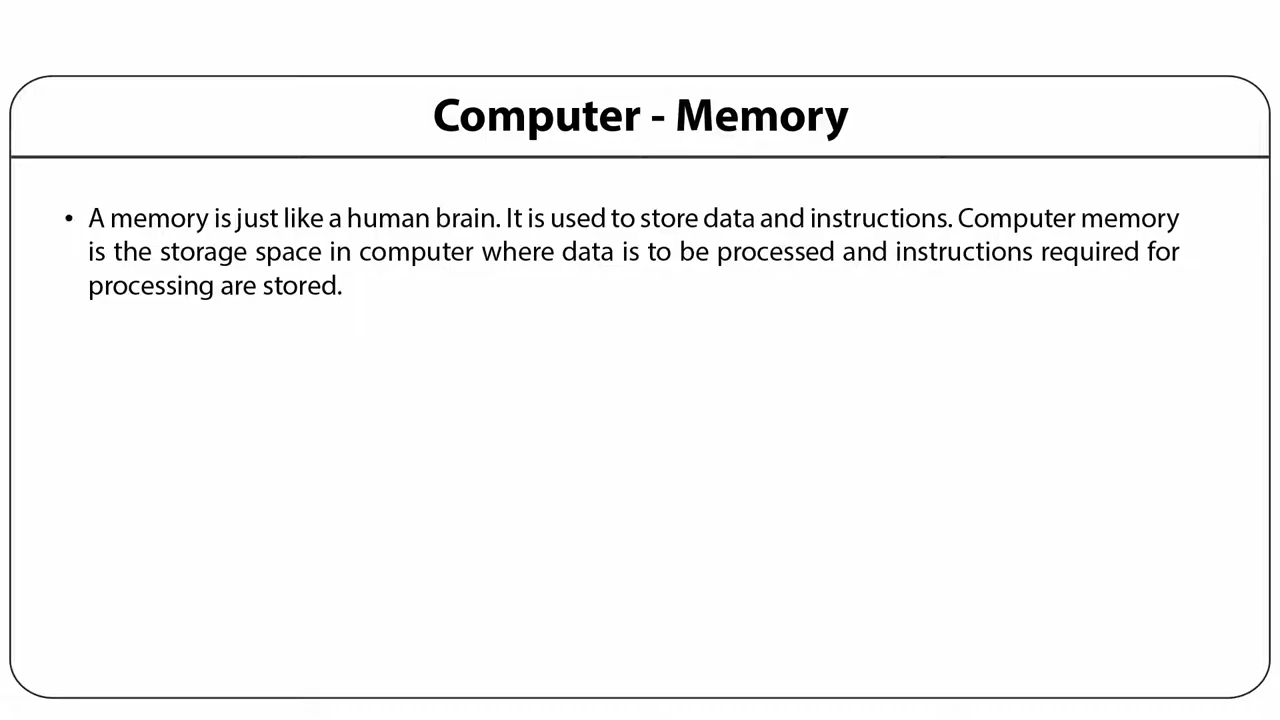 Computer - Memory
• A memory is just like a human brain. It is used to store data and instructions. Computer memory
is the storage space in computer where data is to be processed and instructions required for
processing are stored.